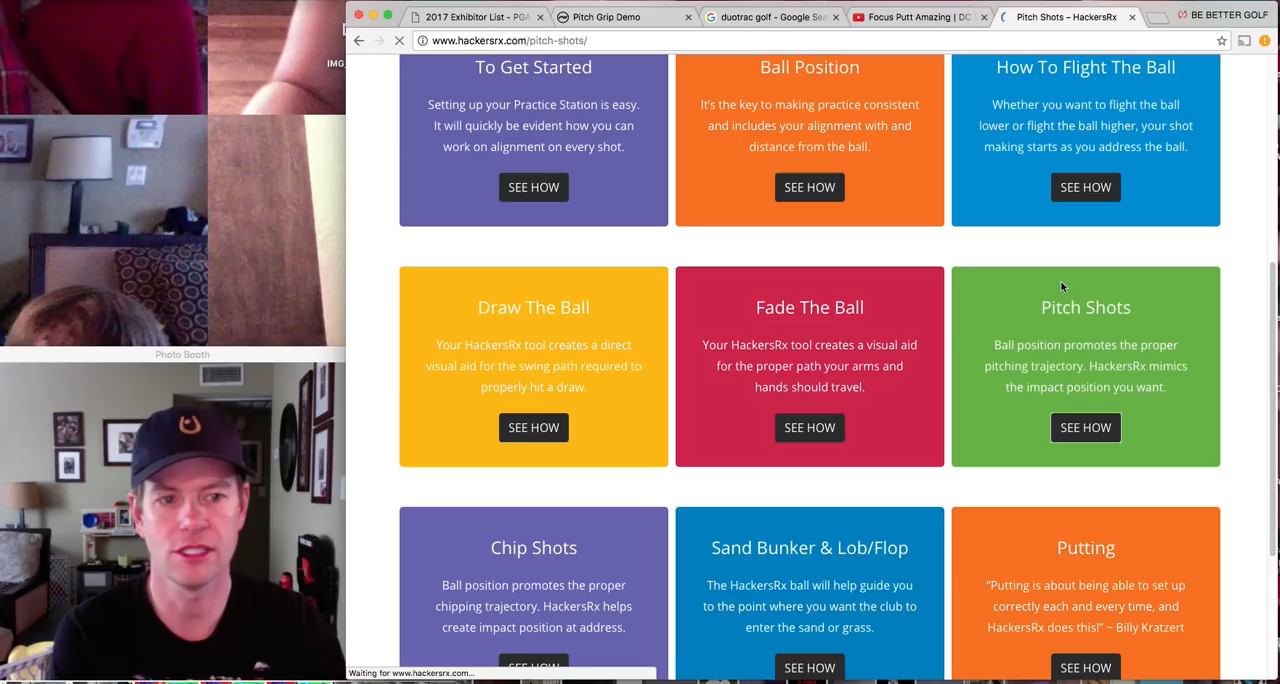 IMG_
Photo Booth
2017 Exhibitor List - PGA
Pitch Grip Demo
duotrac golf - Google Sea
Focus Putt Amazing | DC S
Pitch Shots – HackersRx
BE BETTER GOLF
www.hackersrx.com/pitch-shots/
To Get Started
Setting up your Practice Station is easy.
It will quickly be evident how you can
work on alignment on every shot.
SEE HOW
Ball Position
It's the key to making practice consistent
and includes your alignment with and
distance from the ball.
SEE HOW
How To Flight The Ball
Whether you want to flight the ball
lower or flight the ball higher, your shot
making starts as you address the ball.
SEE HOW
Draw The Ball
Your HackersRx tool creates a direct
visual aid for the swing path required to
properly hit a draw.
SEE HOW
Fade The Ball
Your HackersRx tool creates a visual aid
for the proper path your arms and
hands should travel.
SEE HOW
Pitch Shots
Ball position promotes the proper
pitching trajectory. HackersRx mimics
the impact position you want.
SEE HOW
Chip Shots
Ball position promotes the proper
chipping trajectory. HackersRx helps
create impact position at address.
SEE HOW
Sand Bunker & Lob/Flop
The HackersRx ball will help guide you
to the point where you want the club to
enter the sand or grass.
SEE HOW
Putting
“Putting is about being able to set up
correctly each and every time, and
HackersRx does this!” ~ Billy Kratzert
SEE HOW
Waiting for www.hackersrx.com...